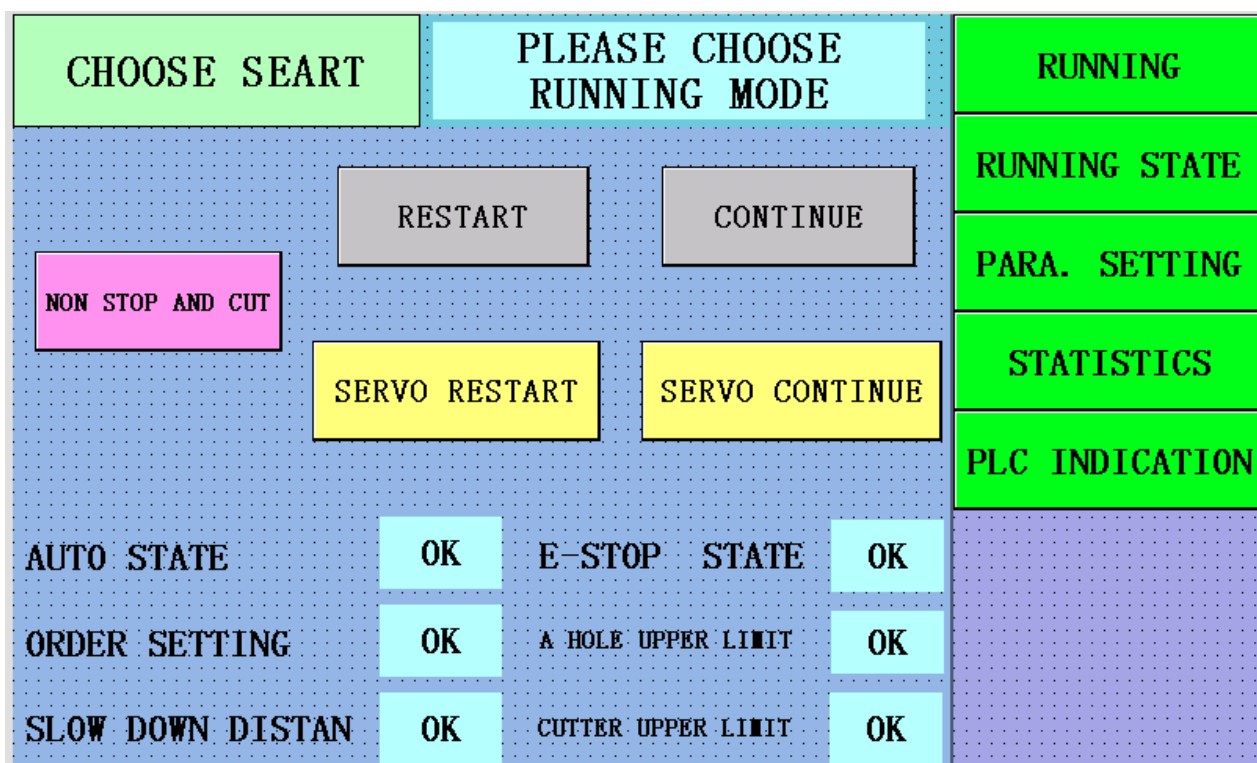 CHOOSE SEART
PLEASE CHOOSE
RUNNING MODE
RUNNING
RUNNING STATE
PARA. SETTING
STATISTICS
PLC INDICATION
RESTART
CONTINUE
NON STOP AND CUT
SERVO RESTART
SERVO CONTINUE
AUTO STATE OK E-STOP STATE OK
ORDER SETTING OK A HOLE UPPER LIMIT OK
SLOW DOWN DISTAN OK CUTTER UPPER LIMIT OK